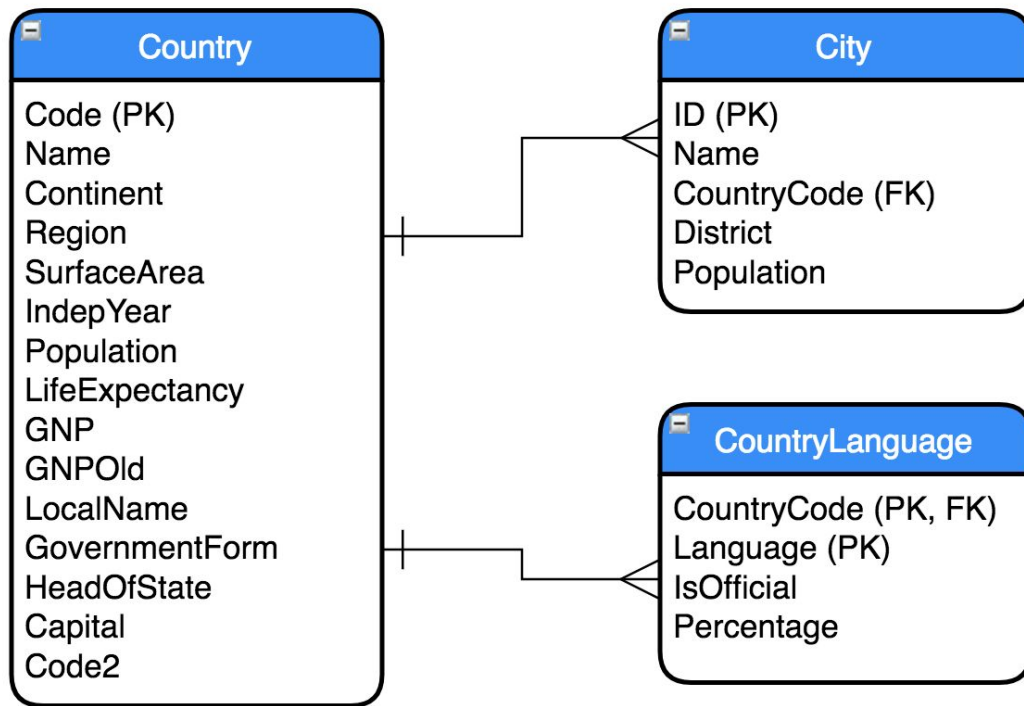 Country
Code (PK)
Name
Continent
Region
SurfaceArea
IndepYear
Population
LifeExpectancy
GNP
GNPOld
LocalName
GovernmentForm
HeadOfState
Capital
Code2
City
ID (PK)
Name
CountryCode (FK)
District
Population
CountryLanguage
CountryCode (PK, FK)
Language (PK)
IsOfficial
Percentage